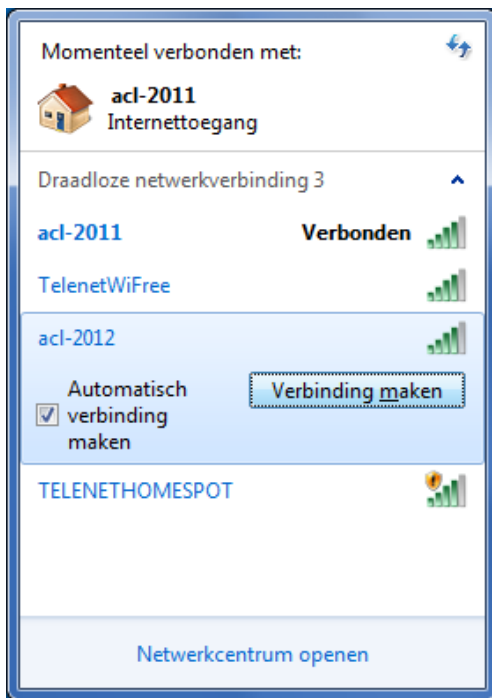 Momenteel verbonden met:
acl-2011
Internettoegang
Draadloze netwerkverbinding 3
acl-2011 Verbonden
TelenetWiFree
acl-2012
Automatisch
verbinding
maken
Verbinding maken
TELENETHOMESPOT
Netwerkcentrum openen